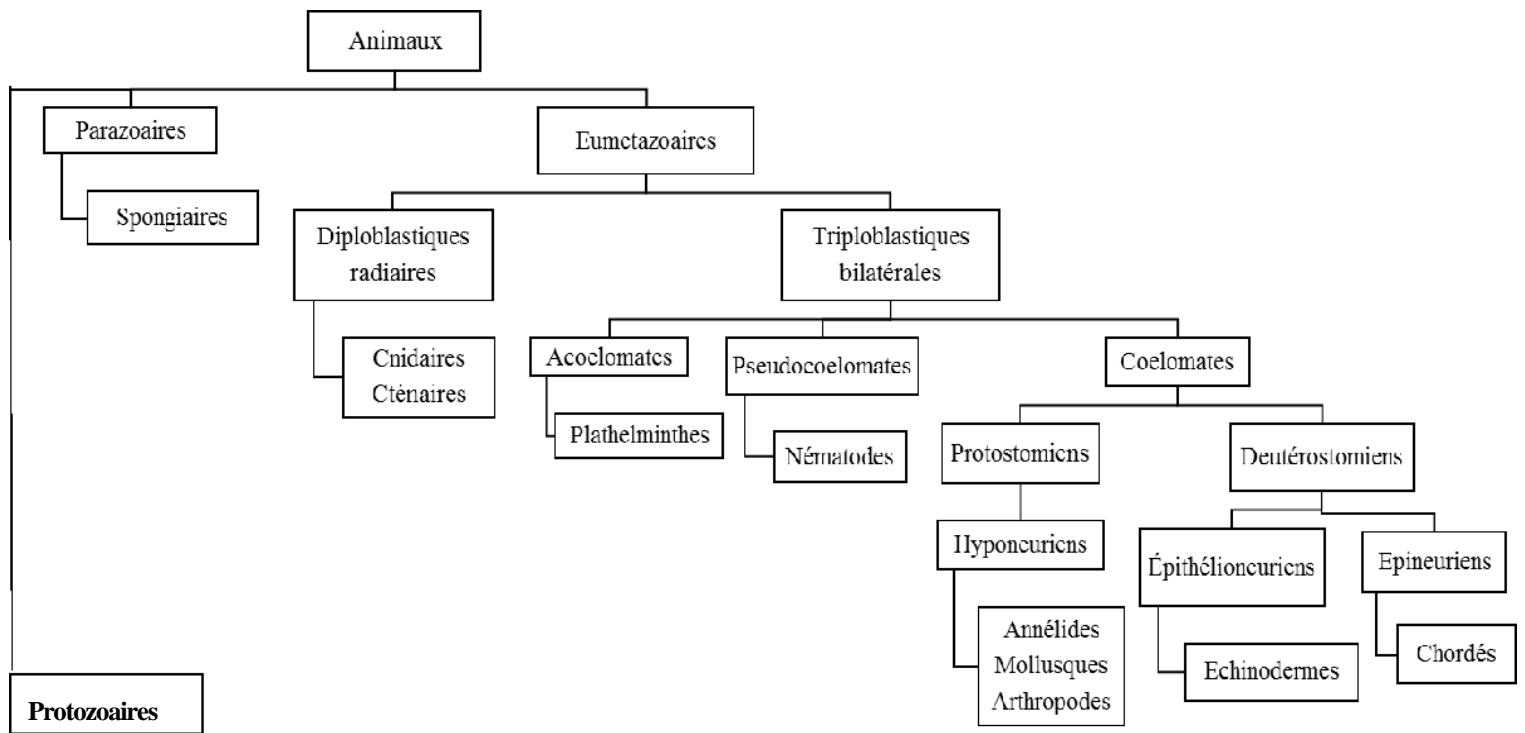 Animaux
Parazoaires
Eumétazoaires
Spongiaires
Diploblastiques
radiaires
Triploblastiques
bilatérales
Cnidaires
Cténaires
Acoelomates
Pseudocoelomates
Coelomates
Plathelminthes
Nématodes
Protostomiens
Deutérostomiens
Hyponeuriens
Épithélioneuriens
Epineuriens
Annélides
Mollusques
Arthropodes
Echinodermes
Chordés
Protozoaires